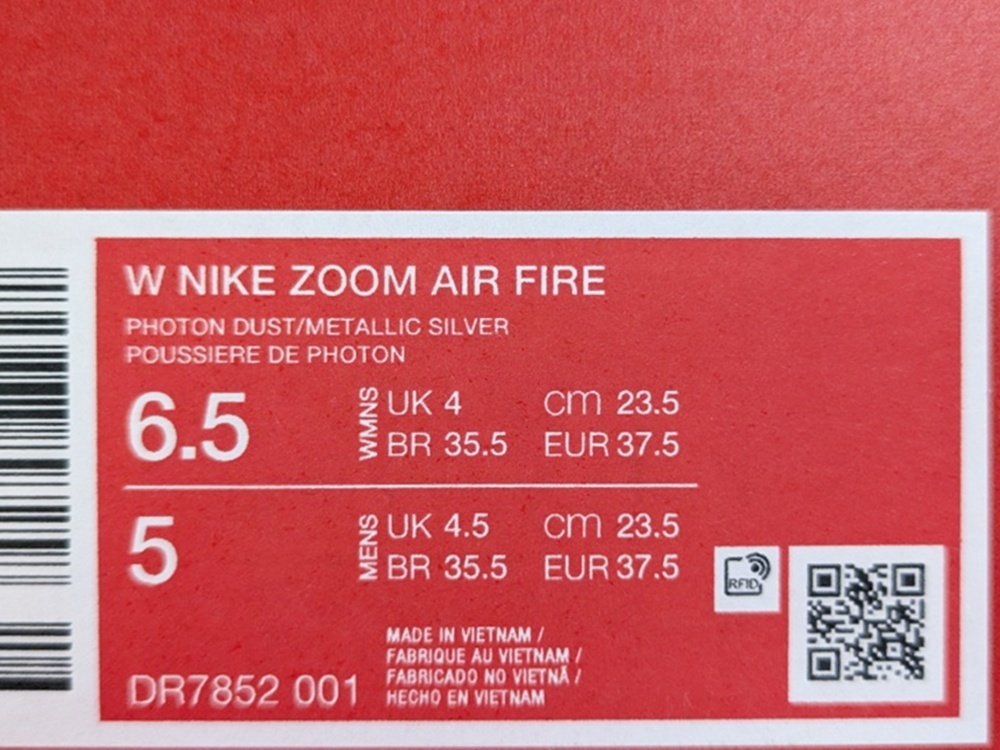 W NIKE ZOOM AIR FIRE
PHOTON DUST/METALLIC SILVER
POUSSIERE DE PHOTON
6.5
WMNS
UK 4 cm 23.5
BR 35.5 EUR 37.5
5
MENS
UK 4.5 cm 23.5
BR 35.5 EUR 37.5
RFID
MADE IN VIETNAM /
FABRIQUE AU VIETNAM /
FABRICADO NO VIETNÃ /
HECHO EN VIETNAM
DR7852 001